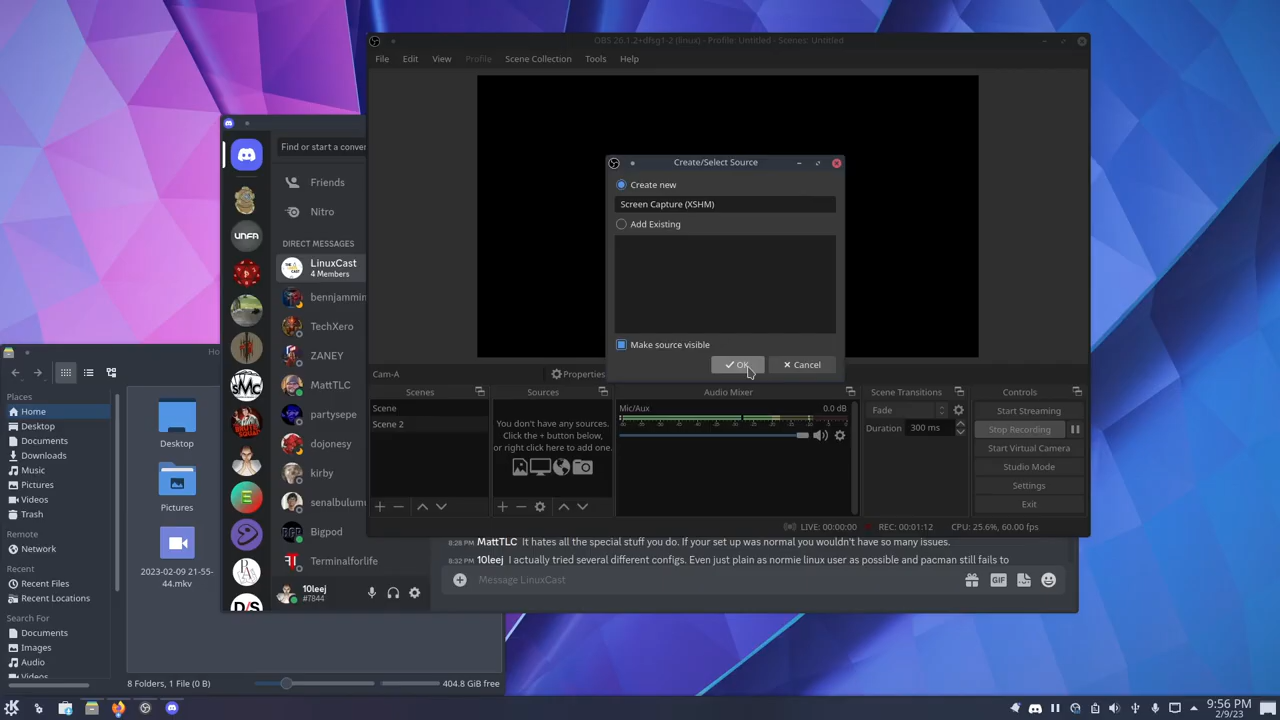 OBS 26.1.2+dfsg1-2 (linux) - Profile: Untitled - Scenes: Untitled
File Edit View Profile Scene Collection Tools Help
Create/Select Source
Create new
Screen Capture (XSHM)
Add Existing
Make source visible
OK
Cancel
Cam-A
Properties
Scenes
Scene
Scene 2
Sources
You don't have any sources.
Click the + button below,
or right click here to add one.
Audio Mixer
Mic/Aux 0.0 dB
Scene Transitions
Fade
Duration 300 ms
Controls
Start Streaming
Stop Recording
Start Virtual Camera
Studio Mode
Settings
Exit
LIVE: 00:00:00 REC: 00:01:12 CPU: 25.6%, 60.00 fps
Find or start a conver
Friends
Nitro
DIRECT MESSAGES
LinuxCast
4 Members
bennjammin
TechXero
ZANEY
MattTLC
partysepe
dojonesy
kirby
senalbulum
Bigpod
Terminalforlife
10leej
#7844
8:28 PM MattTLC It hates all the special stuff you do. If your set up was normal you wouldn't have so many issues.
8:32 PM 10leej I actually tried several different configs. Even just plain as normie linux user as possible and pacman still fails to
Message LinuxCast
GIF
UNFA
SMC
Ho
Places
Home
Desktop
Documents
Downloads
Music
Pictures
Videos
Trash
Remote
Network
Recent
Recent Files
Recent Locations
Search For
Documents
Images
Audio
Videos
Desktop
Pictures
2023-02-09 21-55-
44.mkv
8 Folders, 1 File (0 B)
404.8 GiB free
9:56 PM
2/9/23